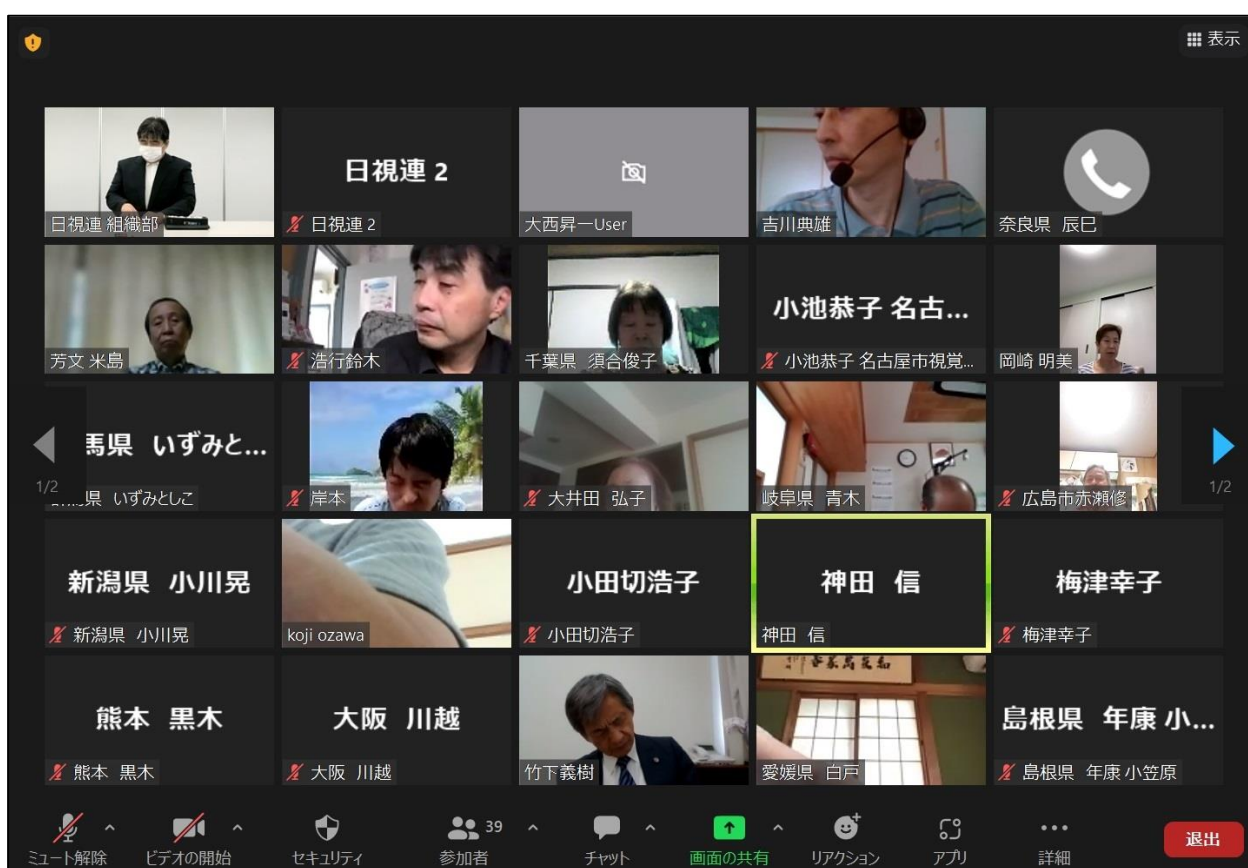 表示
日視連 組織部
日視連 2
日視連 2
大西昇一User
吉川典雄
奈良県 辰巳
芳文 米島
浩行鈴木
千葉県 須合俊子
小池恭子 名古...
小池恭子 名古屋市視覚...
岡崎 明美
馬県 いずみと...
県 いずみとしこ
岸本
大井田 弘子
岐阜県 青木
広島市赤瀬修
1/2
1/2
新潟県 小川晃
新潟県 小川晃
koji ozawa
小田切浩子
小田切浩子
神田 信
神田 信
梅津幸子
梅津幸子
熊本 黒木
熊本 黒木
大阪 川越
大阪 川越
竹下義樹
愛媛県 白戸
島根県 年康 小...
島根県 年康 小笠原
39
ミュート解除
ビデオの開始
セキュリティ
参加者
チャット
画面の共有
リアクション
アプリ
詳細
退出